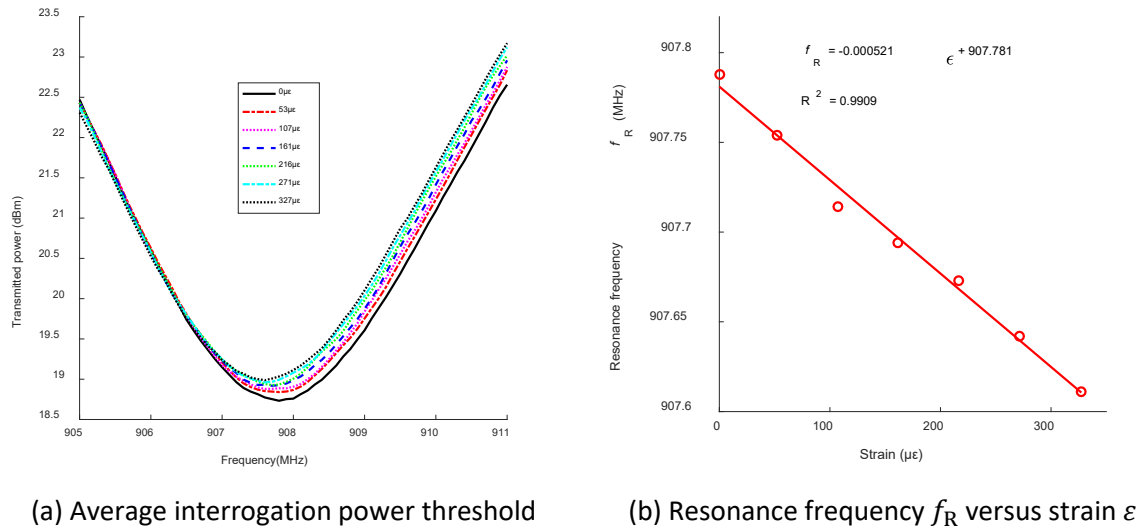 23.5
23
22.5
22
21.5
21
20.5
20
19.5
19
18.5
905 906 907 908 909 910 911
Transmitted power (dBm)
Frequency(MHz)
0με
53με
107με
161με
216με
271με
327με
907.8
907.75
907.7
907.65
907.6
0 100 200 300
Resonance frequency f R (MHz)
Strain (με)
f R = -0.000521 ϵ + 907.781
R 2 = 0.9909
(a) Average interrogation power threshold
(b) Resonance frequency fR versus strain ε